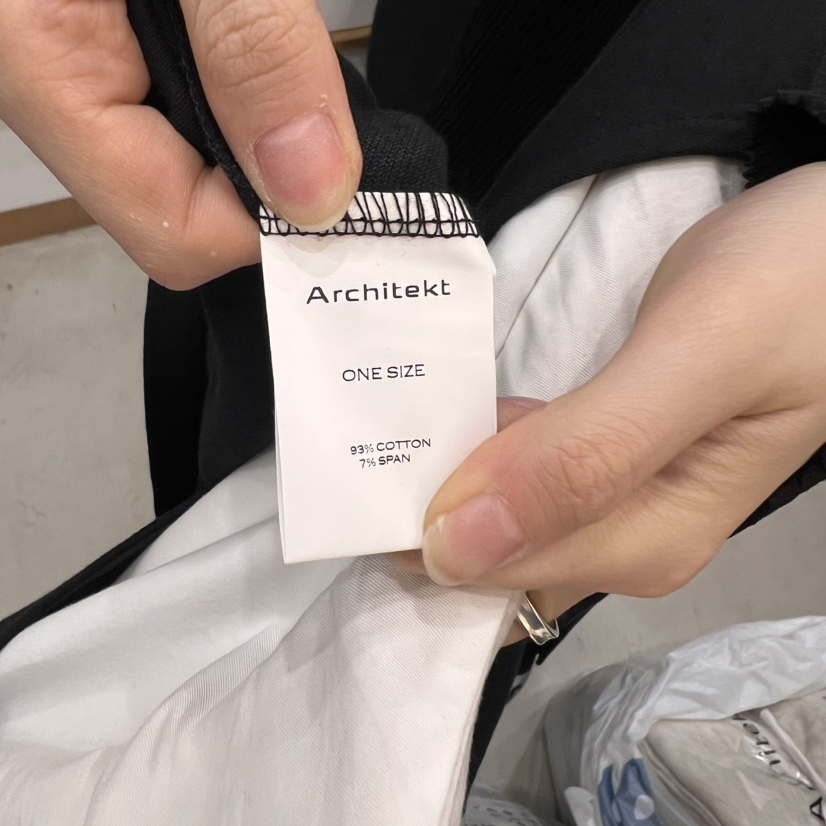 Architekt
ONE SIZE
93% COTTON
7% SPAN